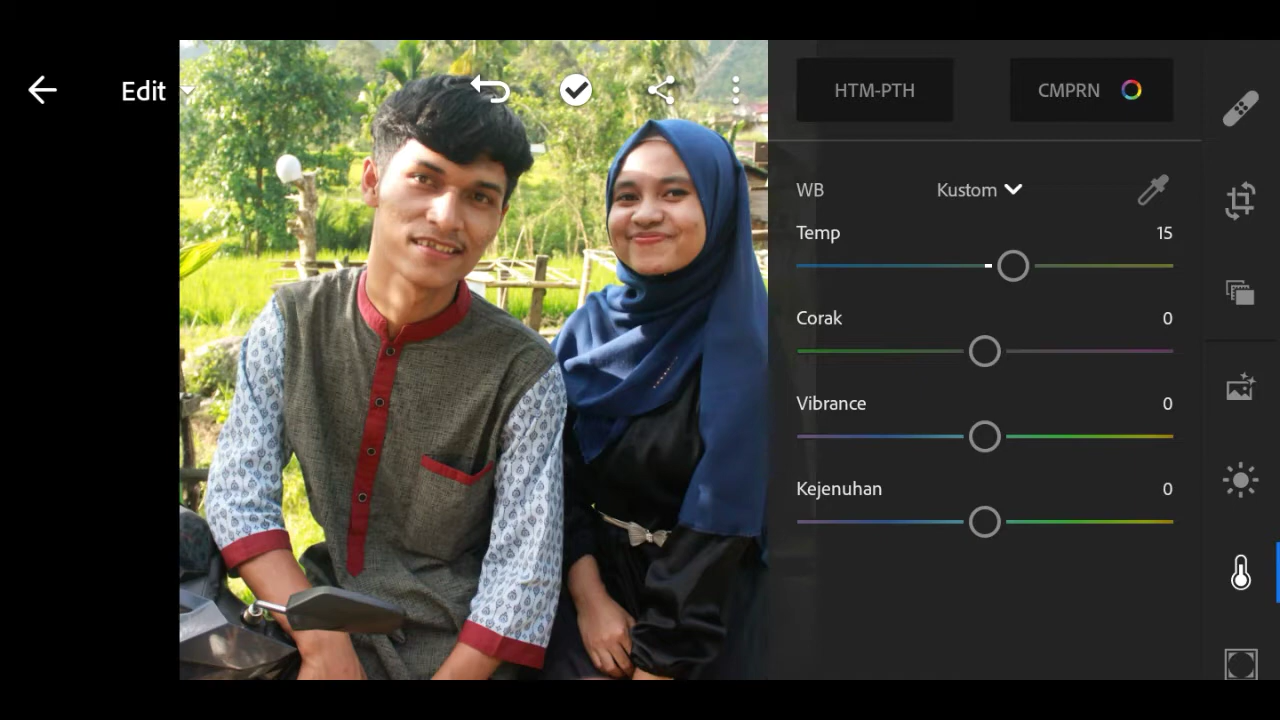 Edit
HTM-PTH CMPRN
WB Kustom
Temp 15
Corak 0
Vibrance 0
Kejenuhan 0